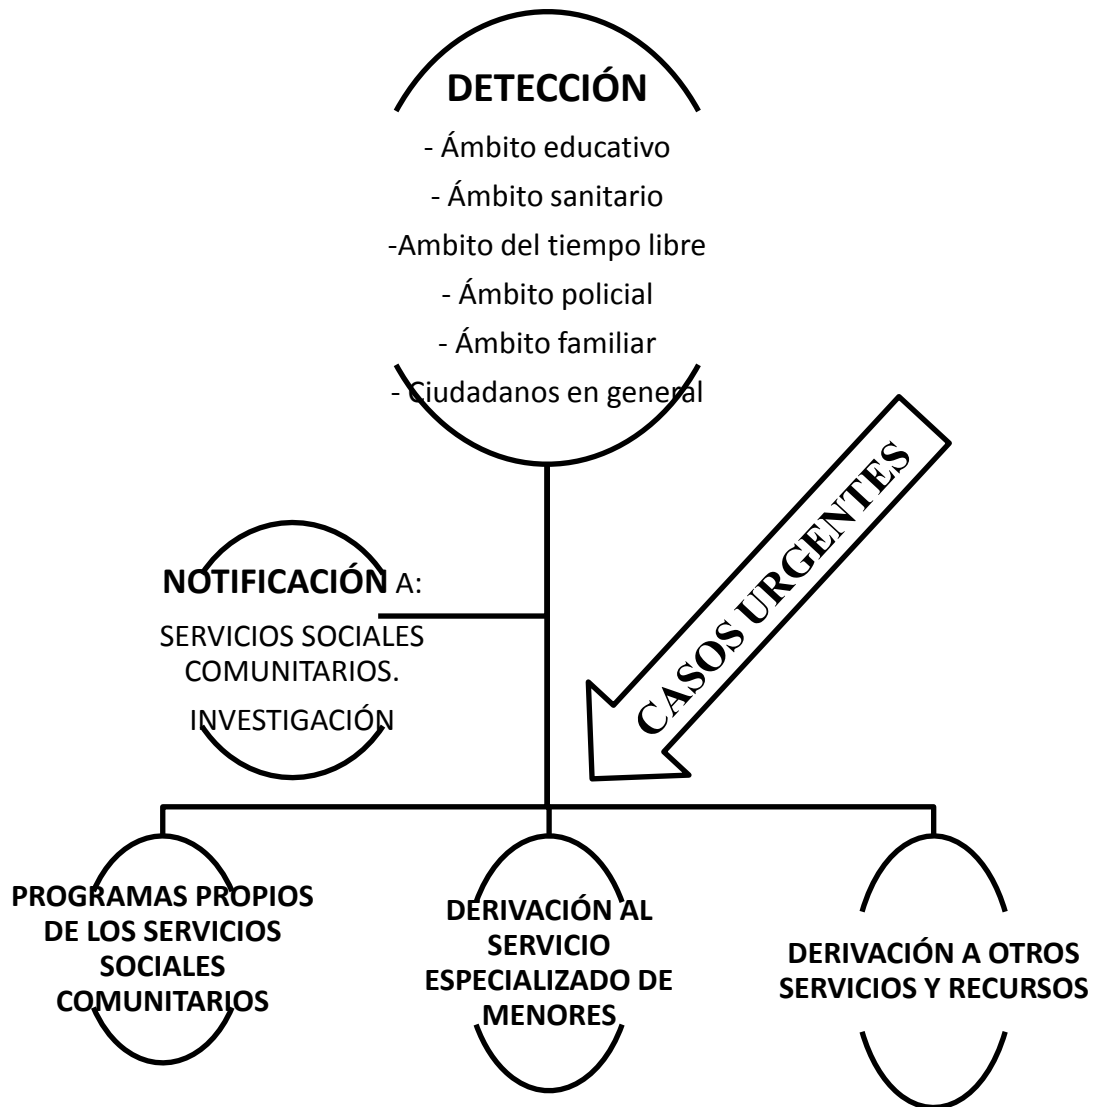 DETECCIÓN
- Ámbito educativo
- Ámbito sanitario
-Ambito del tiempo libre
- Ámbito policial
- Ámbito familiar
- Ciudadanos en general
CASOS URGENTES
NOTIFICACIÓN A:
SERVICIOS SOCIALES
COMUNITARIOS.
INVESTIGACIÓN
PROGRAMAS PROPIOS
DE LOS SERVICIOS
SOCIALES
COMUNITARIOS
DERIVACIÓN AL
SERVICIO
ESPECIALIZADO DE
MENORES
DERIVACIÓN A OTROS
SERVICIOS Y RECURSOS